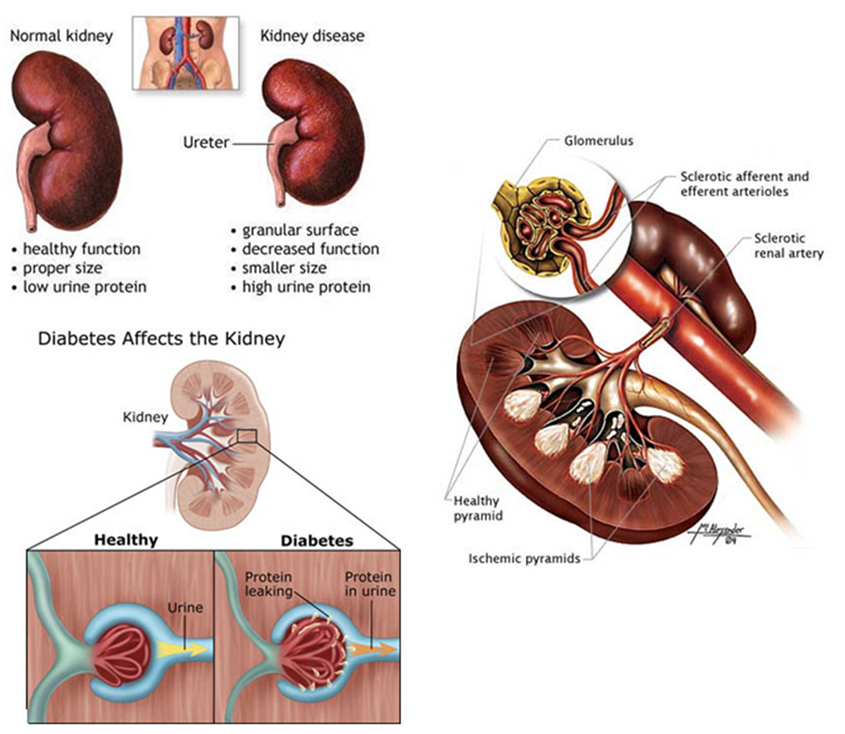 Normal kidney
Kidney disease
Ureter
• healthy function
• proper size
• low urine protein
• granular surface
• decreased function
• smaller size
• high urine protein
Diabetes Affects the Kidney
Kidney
Healthy
Urine
Diabetes
Protein
leaking
Protein
in urine
Glomerulus
Sclerotic afferent and
efferent arterioles
Sclerotic
renal artery
Healthy
pyramid
Ischemic pyramids